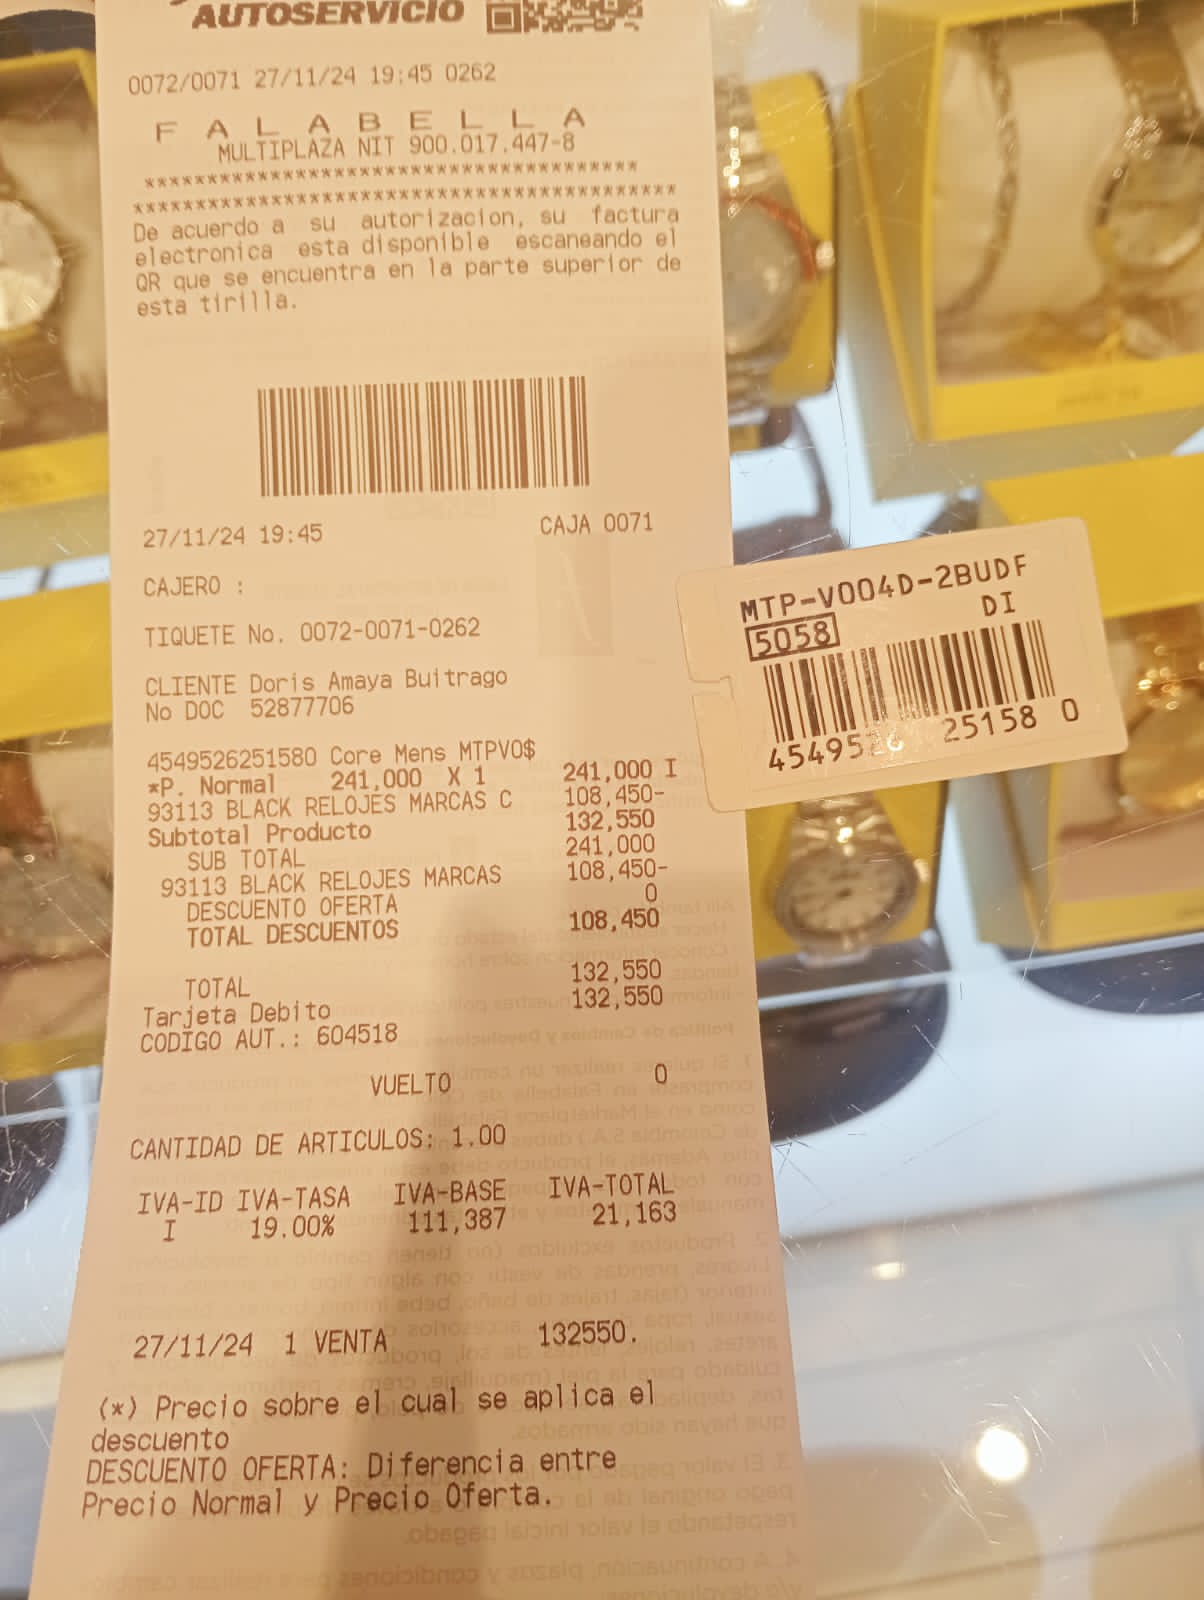 AUTOSERVICIO
0072/0071 27/11/24 19:45 0262
F A L A B E L L A
MULTIPLAZA NIT 900.017.447-8
***************************************
*******************************************
De acuerdo a su autorizacion, su factura
electronica esta disponible escaneando el
QR que se encuentra en la parte superior de
esta tirilla.
27/11/24 19:45 CAJA 0071
CAJERO :
TIQUETE No. 0072-0071-0262
CLIENTE Doris Amaya Buitrago
No DOC 52877706
4549526251580 Core Mens MTPVO$
*P. Normal 241,000 X 1 241,000 I
93113 BLACK RELOJES MARCAS C 108,450-
Subtotal Producto 132,550
SUB TOTAL 241,000
93113 BLACK RELOJES MARCAS 108,450-
DESCUENTO OFERTA 0
TOTAL DESCUENTOS 108,450
TOTAL 132,550
Tarjeta Debito 132,550
CODIGO AUT.: 604518
VUELTO 0
CANTIDAD DE ARTICULOS: 1.00
IVA-ID IVA-TASA IVA-BASE IVA-TOTAL
I 19.00% 111,387 21,163
27/11/24 1 VENTA 132550.
(*) Precio sobre el cual se aplica el
descuento
DESCUENTO OFERTA: Diferencia entre
Precio Normal y Precio Oferta.
MTP-V004D-2BUDF
DI
5058
454952 25158 0